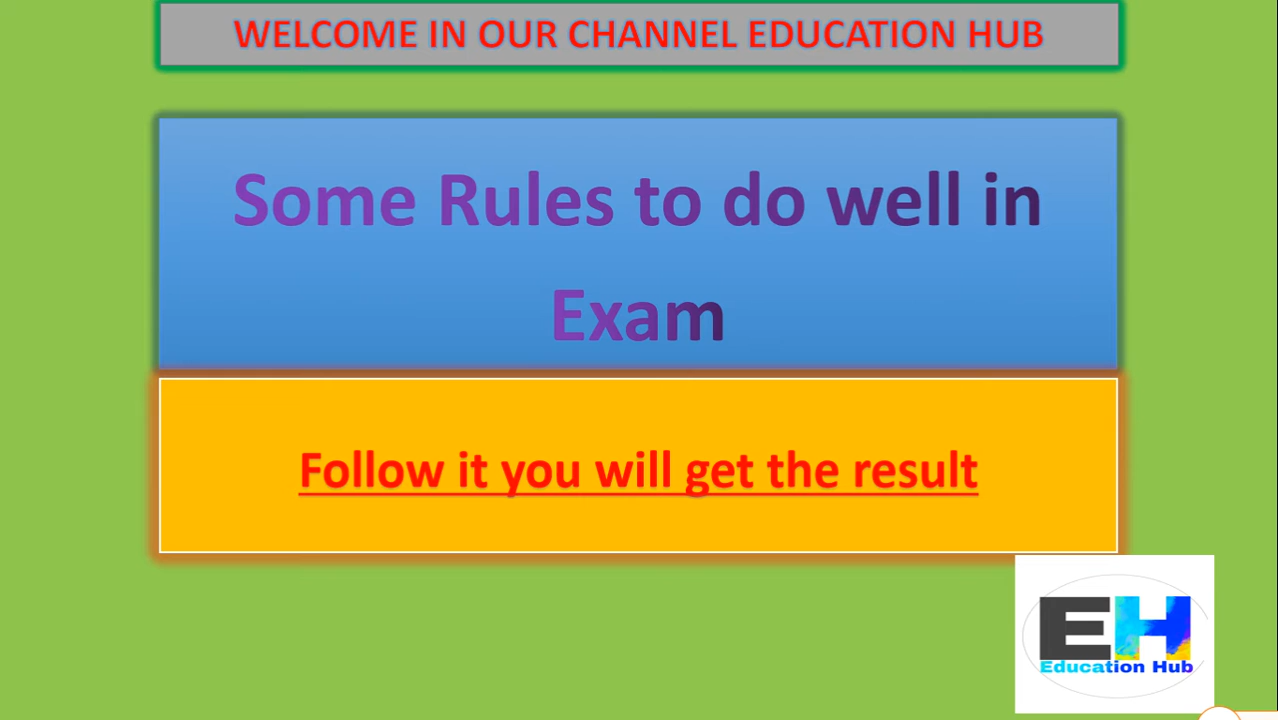 WELCOME IN OUR CHANNEL EDUCATION HUB
Some Rules to do well in
Exam
Follow it you will get the result
EH
Education Hub